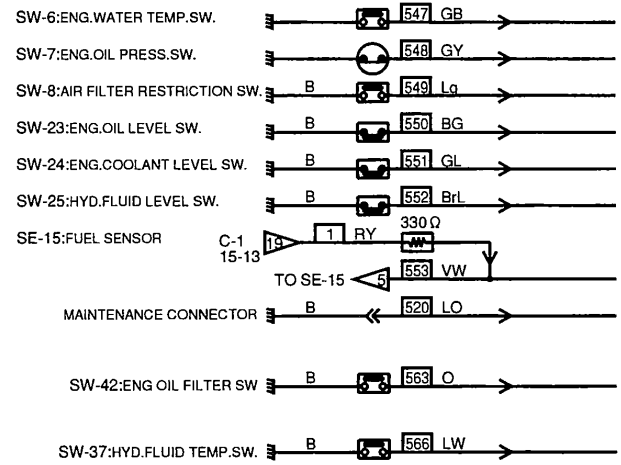 SW-6:ENG.WATER TEMP.SW. 547 GB
SW-7:ENG.OIL PRESS.SW. 548 GY
SW-8:AIR FILTER RESTRICTION SW. B 549 Lg
SW-23:ENG.OIL LEVEL SW. B 550 BG
SW-24:ENG.COOLANT LEVEL SW. B 551 GL
SW-25:HYD.FLUID LEVEL SW. B 552 BrL
330Ω
SE-15:FUEL SENSOR C-1 19 1 RY
15-13
TO SE-15 5 553 VW
MAINTENANCE CONNECTOR B 520 LO
SW-42:ENG OIL FILTER SW B 563 O
SW-37:HYD.FLUID TEMP.SW. B 566 LW